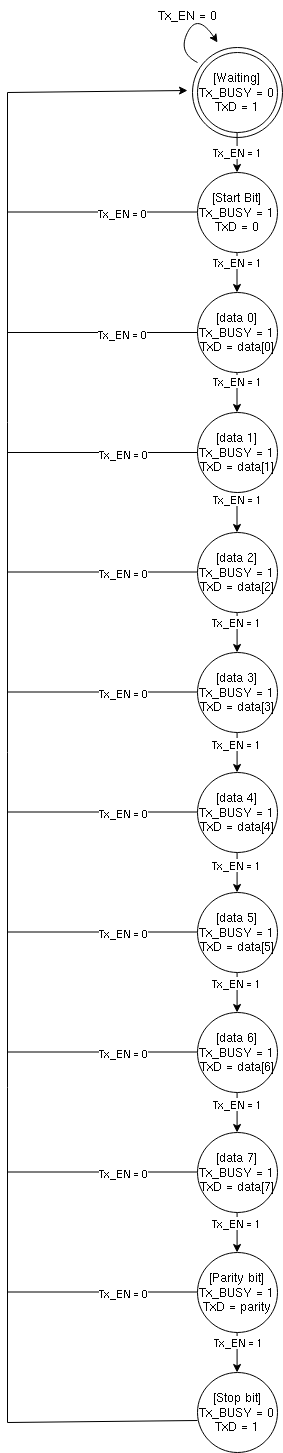 Tx_EN = 0
[Waiting]
Tx_BUSY = 0
TxD = 1
Tx_EN = 1
[Start Bit]
Tx_BUSY = 1
TxD = 0
Tx_EN = 0
Tx_EN = 1
[data 0]
Tx_BUSY = 1
TxD = data[0]
Tx_EN = 0
Tx_EN = 1
[data 1]
Tx_BUSY = 1
TxD = data[1]
Tx_EN = 0
Tx_EN = 1
[data 2]
Tx_BUSY = 1
TxD = data[2]
Tx_EN = 0
Tx_EN = 1
[data 3]
Tx_BUSY = 1
TxD = data[3]
Tx_EN = 0
Tx_EN = 1
[data 4]
Tx_BUSY = 1
TxD = data[4]
Tx_EN = 0
Tx_EN = 1
[data 5]
Tx_BUSY = 1
TxD = data[5]
Tx_EN = 0
Tx_EN = 1
[data 6]
Tx_BUSY = 1
TxD = data[6]
Tx_EN = 0
Tx_EN = 1
[data 7]
Tx_BUSY = 1
TxD = data[7]
Tx_EN = 0
Tx_EN = 1
[Parity bit]
Tx_BUSY = 1
TxD = parity
Tx_EN = 0
Tx_EN = 1
[Stop bit]
Tx_BUSY = 0
TxD = 1